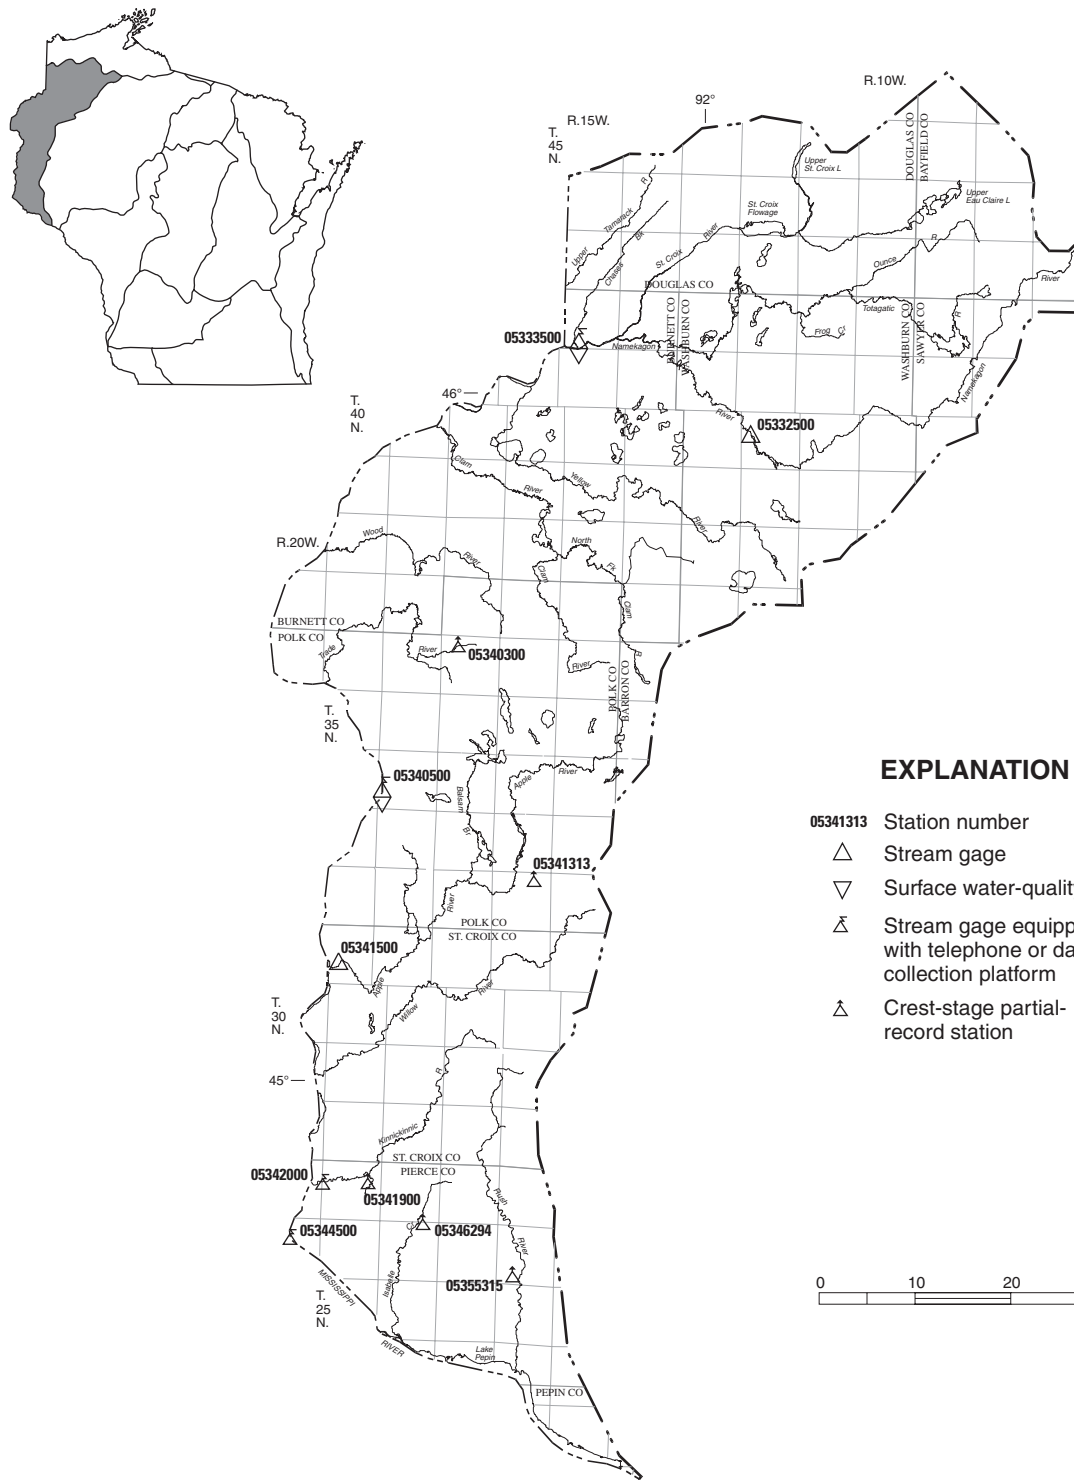 R.10W.
92°
R.15W.
T.
45
N.
DOUGLAS CO
BAYFIELD CO
Upper
St. Croix L
Upper
Eau Claire L
St. Croix
Flowage
Upper Tamarack R
Chases Bk
St. Croix River
Ounce R
River
DOUGLAS CO
BURNETT CO
WASHBURN CO
Totagatic R
Frog Cr
WASHBURN CO
SAWYER CO
Namekagon
05333500
Namekagon
River
05332500
46°
T.
40
N.
Clam River
Yellow River
R.20W.
Wood River
North Fk Clam R
Clam River
BURNETT CO
POLK CO
Trade River
05340300
POLK CO
BARRON CO
T.
35
N.
05340500
Apple River
Balsam Br
05341313
River
POLK CO
ST. CROIX CO
05341500
Apple
Willow River
T.
30
N.
45°
Kinnickinnic R
ST. CROIX CO
PIERCE CO
05342000
05341900
Rush River
05344500
Isabelle Cr
05346294
05355315
MISSISSIPPI
RIVER
T.
25
N.
Lake
Pepin
PEPIN CO
EXPLANATION
05341313 Station number
Stream gage
Surface water-qualit
Stream gage equipp
with telephone or da
collection platform
Crest-stage partial-
record station
0 10 20